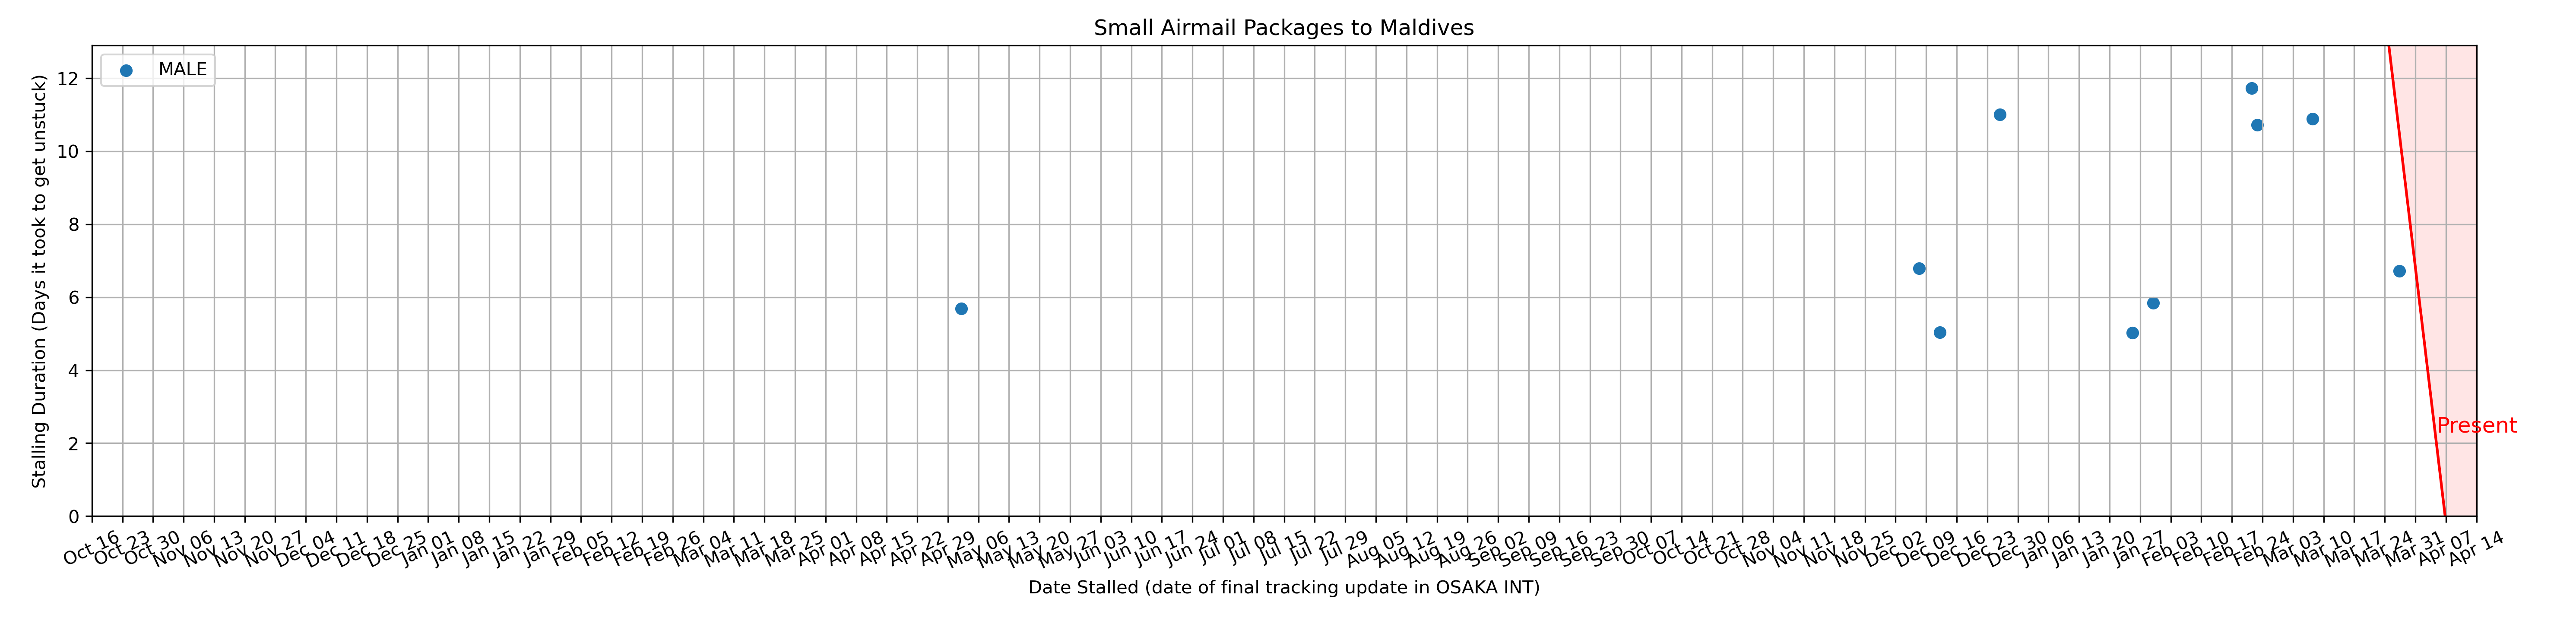 Small Airmail Packages to Maldives
MALE
Stalling Duration (Days it took to get unstuck)
12
10
8
6
4
2
0
Present
Oct 16 Oct 23 Oct 30 Nov 06 Nov 13 Nov 20 Nov 27 Dec 04 Dec 11 Dec 18 Dec 25 Jan 01 Jan 08 Jan 15 Jan 22 Jan 29 Feb 05 Feb 12 Feb 19 Feb 26 Mar 04 Mar 11 Mar 18 Mar 25 Apr 01 Apr 08 Apr 15 Apr 22 Apr 29 May 06 May 13 May 20 May 27 Jun 03 Jun 10 Jun 17 Jun 24 Jul 01 Jul 08 Jul 15 Jul 22 Jul 29 Aug 05 Aug 12 Aug 19 Aug 26 Sep 02 Sep 09 Sep 16 Sep 23 Sep 30 Oct 07 Oct 14 Oct 21 Oct 28 Nov 04 Nov 11 Nov 18 Nov 25 Dec 02 Dec 09 Dec 16 Dec 23 Dec 30 Jan 06 Jan 13 Jan 20 Jan 27 Feb 03 Feb 10 Feb 17 Feb 24 Mar 03 Mar 10 Mar 17 Mar 24 Mar 31 Apr 07 Apr 14
Date Stalled (date of final tracking update in OSAKA INT)